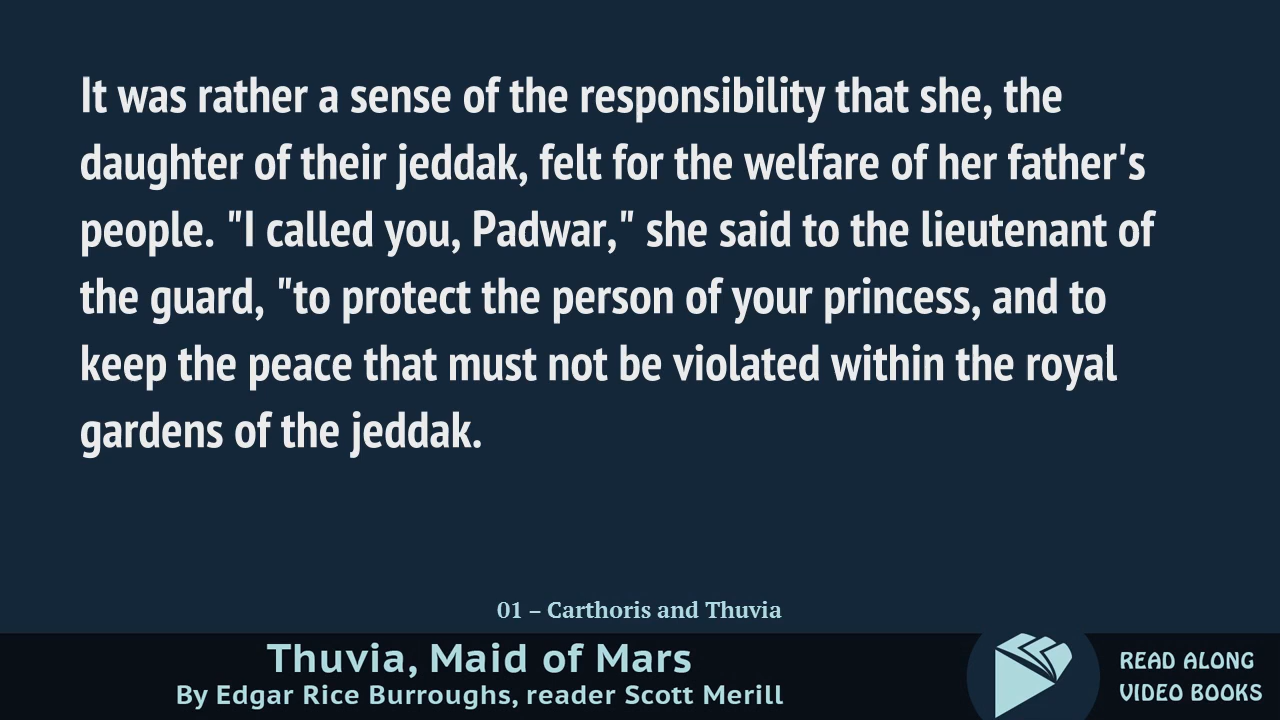 It was rather a sense of the responsibility that she, the
daughter of their jeddak, felt for the welfare of her father's
people. "I called you, Padwar," she said to the lieutenant of
the guard, "to protect the person of your princess, and to
keep the peace that must not be violated within the royal
gardens of the jeddak.
01 – Carthoris and Thuvia
Thuvia, Maid of Mars
By Edgar Rice Burroughs, reader Scott Merill
READ ALONG
VIDEO BOOKS